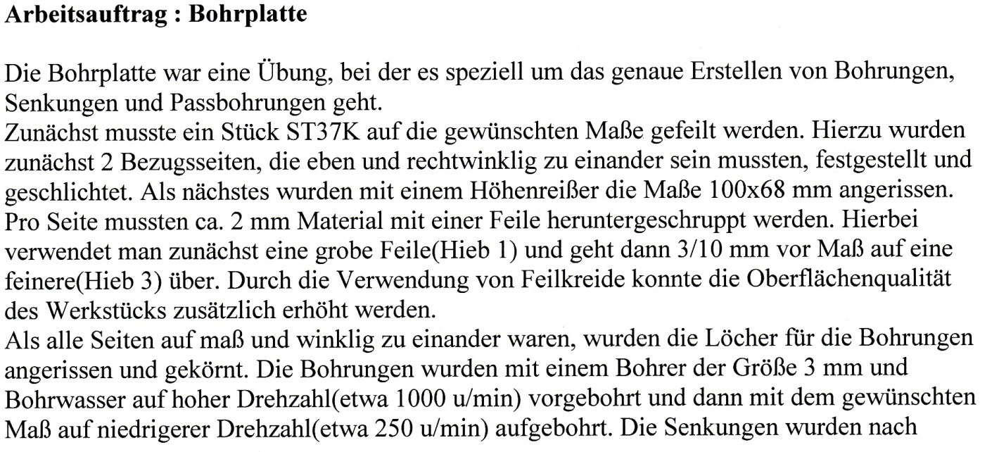 Arbeitsauftrag : Bohrplatte
Die Bohrplatte war eine Übung, bei der es speziell um das genaue Erstellen von Bohrungen,
Senkungen und Passbohrungen geht.
Zunächst musste ein Stück ST37K auf die gewünschten Maße gefeilt werden. Hierzu wurden
zunächst 2 Bezugsseiten, die eben und rechtwinklig zu einander sein mussten, festgestellt und
geschlichtet. Als nächstes wurden mit einem Höhenreißer die Maße 100x68 mm angerissen.
Pro Seite mussten ca. 2 mm Material mit einer Feile heruntergeschruppt werden. Hierbei
verwendet man zunächst eine grobe Feile(Hieb 1) und geht dann 3/10 mm vor Maß auf eine
feinere(Hieb 3) über. Durch die Verwendung von Feilkreide konnte die Oberflächenqualität
des Werkstücks zusätzlich erhöht werden.
Als alle Seiten auf maß und winklig zu einander waren, wurden die Löcher für die Bohrungen
angerissen und gekörnt. Die Bohrungen wurden mit einem Bohrer der Größe 3 mm und
Bohrwasser auf hoher Drehzahl(etwa 1000 u/min) vorgebohrt und dann mit dem gewünschten
Maß auf niedrigerer Drehzahl(etwa 250 u/min) aufgebohrt. Die Senkungen wurden nach